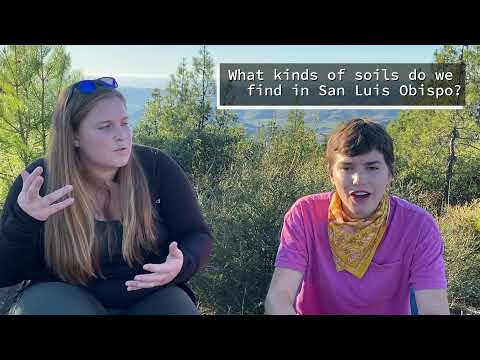 What kinds of soils do we
find in San Luis Obispo?